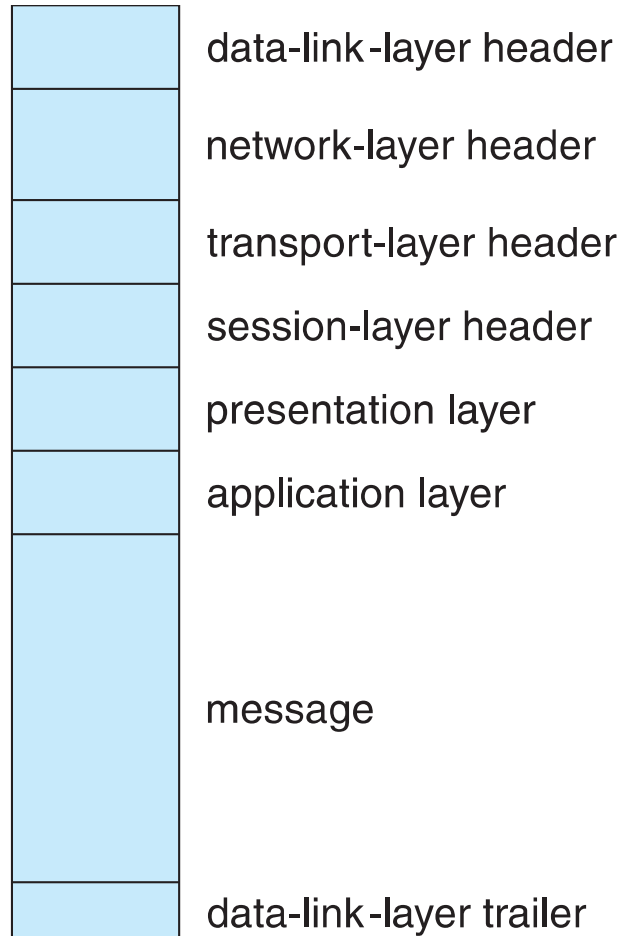 data-link-layer header
network-layer header
transport-layer header
session-layer header
presentation layer
application layer
message
data-link-layer trailer